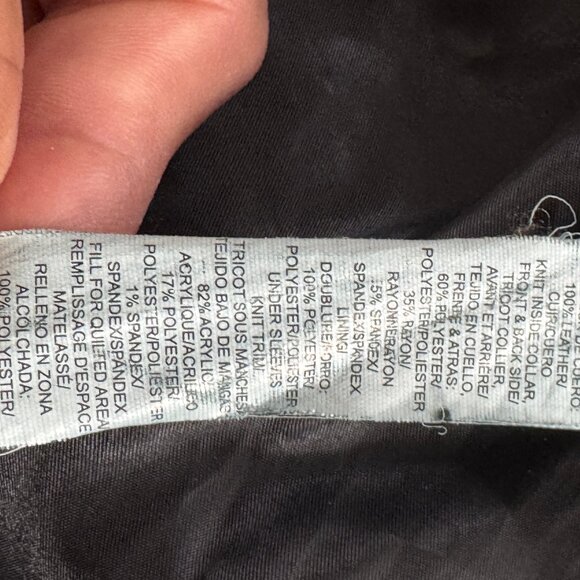 100% LEATHER/
CUIR/CUERO
KNIT INSIDE COLLAR,
FRONT & BACK SIDE/
TRICOT COLLIER,
AVANT ETARRIÈRE/
TEJIDO EN CUELLO,
FRENTE & ATRAS:
60% POLYESTER/
POLYESTER/POLIESTER
35% RAYON/
RAYONNE/RAYON
5% SPANDEX/
SPANDEX/SPANDEX
LINING/
DOUBLURE/FORRO:
100% POLYESTER/
POLYESTER/POLIESTER
UNDER SLEEVES
KNIT TRIM/
TRICOT SOUS MANCHES/
TEJIDO BAJO DE MANGAS
82% ACRYLIC/
ACRYLIQUE/ACRILICO
17% POLYESTER/
POLYESTER/POLIESTER
1% SPANDEX/
SPANDEX/SPANDEX
FILL FOR QUILTED AREA/
REMPLISSAGE D'ESPACE
MATELASSÉ/
RELLENO EN ZONA
ALCOLCHADA:
100% POLYESTER/